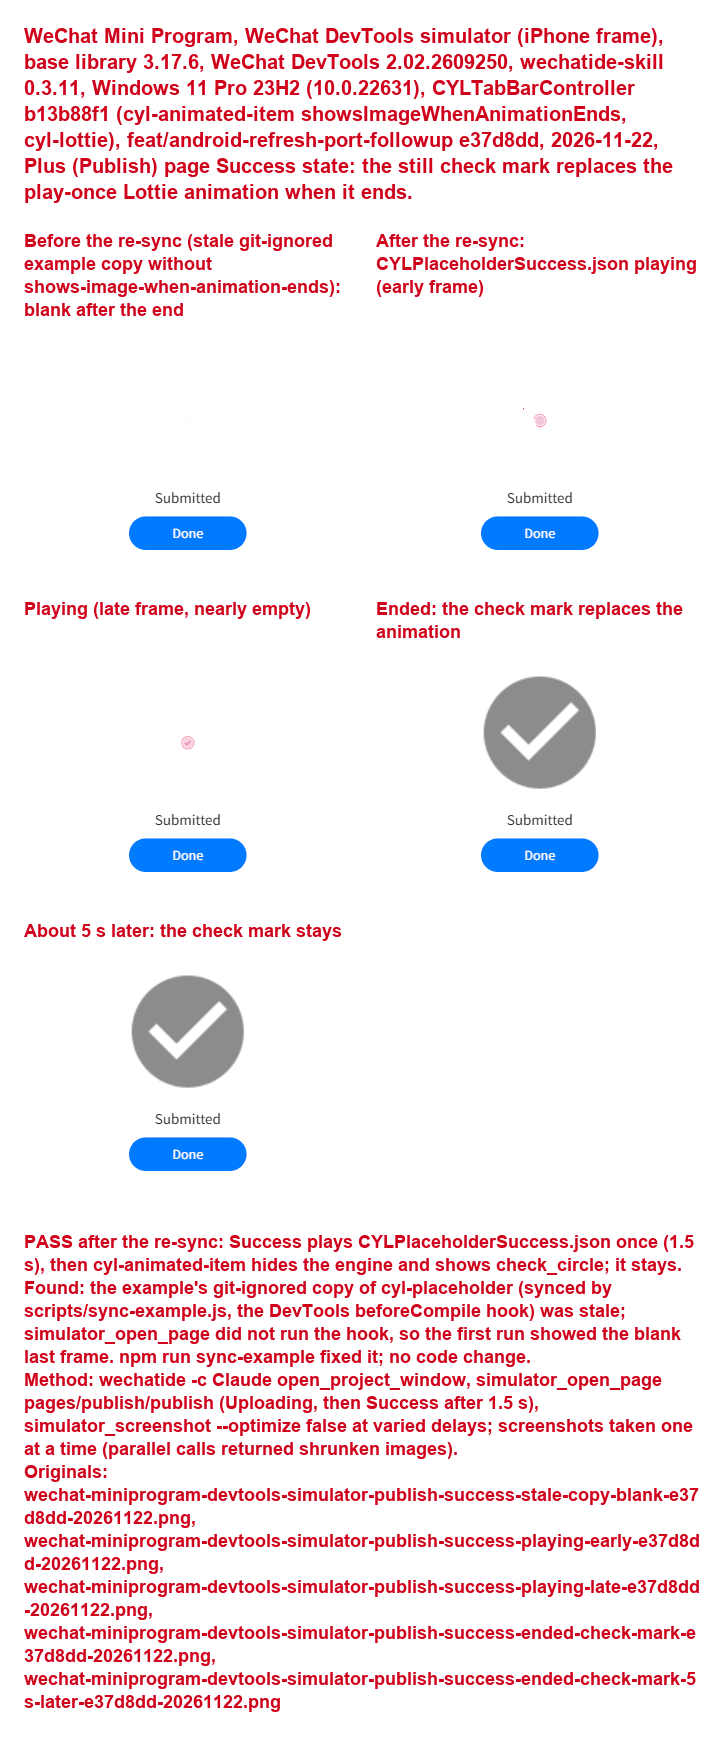 WeChat Mini Program, WeChat DevTools simulator (iPhone frame),
base library 3.17.6, WeChat DevTools 2.02.2609250, wechatide-skill
0.3.11, Windows 11 Pro 23H2 (10.0.22631), CYLTabBarController
b13b88f1 (cyl-animated-item showsImageWhenAnimationEnds,
cyl-lottie), feat/android-refresh-port-followup e37d8dd, 2026-11-22,
Plus (Publish) page Success state: the still check mark replaces the
play-once Lottie animation when it ends.
Before the re-sync (stale git-ignored
example copy without
shows-image-when-animation-ends):
blank after the end
After the re-sync:
CYLPlaceholderSuccess.json playing
(early frame)
Submitted
Done
Submitted
Done
Playing (late frame, nearly empty)
Ended: the check mark replaces the
animation
Submitted
Done
Submitted
Done
About 5 s later: the check mark stays
Submitted
Done
PASS after the re-sync: Success plays CYLPlaceholderSuccess.json once (1.5
s), then cyl-animated-item hides the engine and shows check_circle; it stays.
Found: the example's git-ignored copy of cyl-placeholder (synced by
scripts/sync-example.js, the DevTools beforeCompile hook) was stale;
simulator_open_page did not run the hook, so the first run showed the blank
last frame. npm run sync-example fixed it; no code change.
Method: wechatide -c Claude open_project_window, simulator_open_page
pages/publish/publish (Uploading, then Success after 1.5 s),
simulator_screenshot --optimize false at varied delays; screenshots taken one
at a time (parallel calls returned shrunken images).
Originals:
wechat-miniprogram-devtools-simulator-publish-success-stale-copy-blank-e37
d8dd-20261122.png,
wechat-miniprogram-devtools-simulator-publish-success-playing-early-e37d8d
d-20261122.png,
wechat-miniprogram-devtools-simulator-publish-success-playing-late-e37d8dd
-20261122.png,
wechat-miniprogram-devtools-simulator-publish-success-ended-check-mark-e
37d8dd-20261122.png,
wechat-miniprogram-devtools-simulator-publish-success-ended-check-mark-5
s-later-e37d8dd-20261122.png